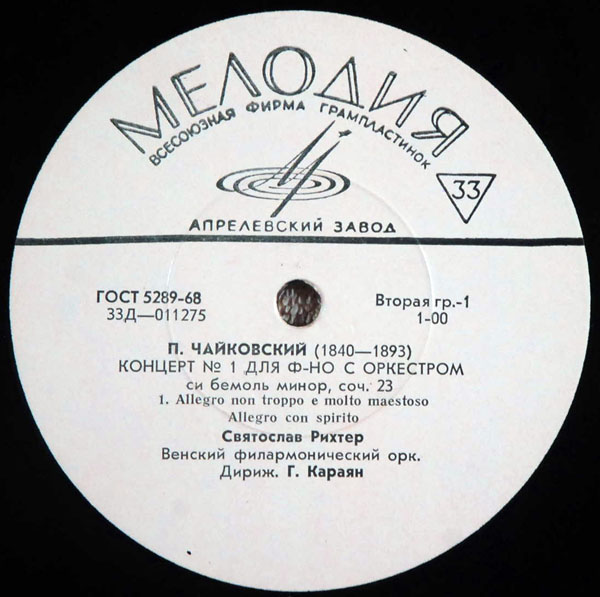 МЕЛОДИЯ
ВСЕСОЮЗНАЯ ФИРМА ГРАМПЛАСТИНОК
33
АПРЕЛЕВСКИЙ ЗАВОД
ГОСТ 5289-68
33Д—011275
Вторая гр.-1
1-00
П. ЧАЙКОВСКИЙ (1840—1893)
КОНЦЕРТ № 1 ДЛЯ Ф-НО С ОРКЕСТРОМ
си бемоль минор, соч. 23
1. Allegro non troppo e molto maestoso
Allegro con spirito
Святослав Рихтер
Венский филармонический орк.
Дириж. Г. Караян